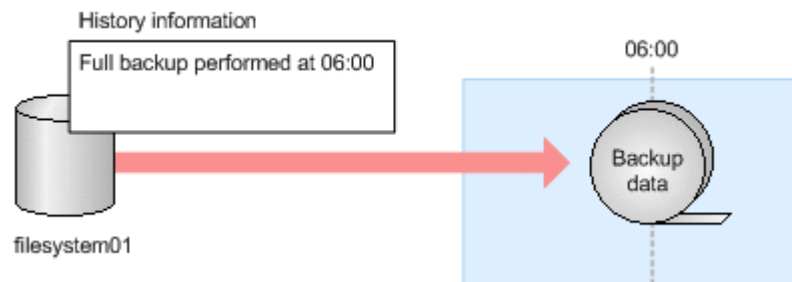 History information
Full backup performed at 06:00
06:00
Backup
data
filesystem01